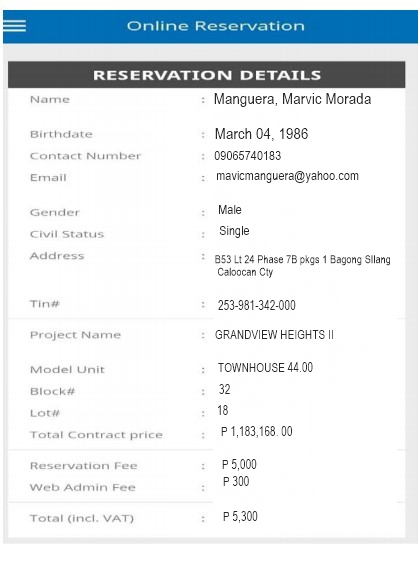 Online Reservation
RESERVATION DETAILS
Name : Manguera, Marvic Morada
Birthdate : March 04, 1986
Contact Number : 09065740183
Email : mavicmanguera@yahoo.com
Gender : Male
Civil Status : Single
Address : B53 Lt 24 Phase 7B pkgs 1 Bagong SIlang
Caloocan Cty
Tin# : 253-981-342-000
Project Name : GRANDVIEW HEIGHTS II
Model Unit : TOWNHOUSE 44.00
Block# : 32
Lot# : 18
Total Contract price : P 1,183,168. 00
Reservation Fee : P 5,000
Web Admin Fee : P 300
Total (incl. VAT) : P 5,300